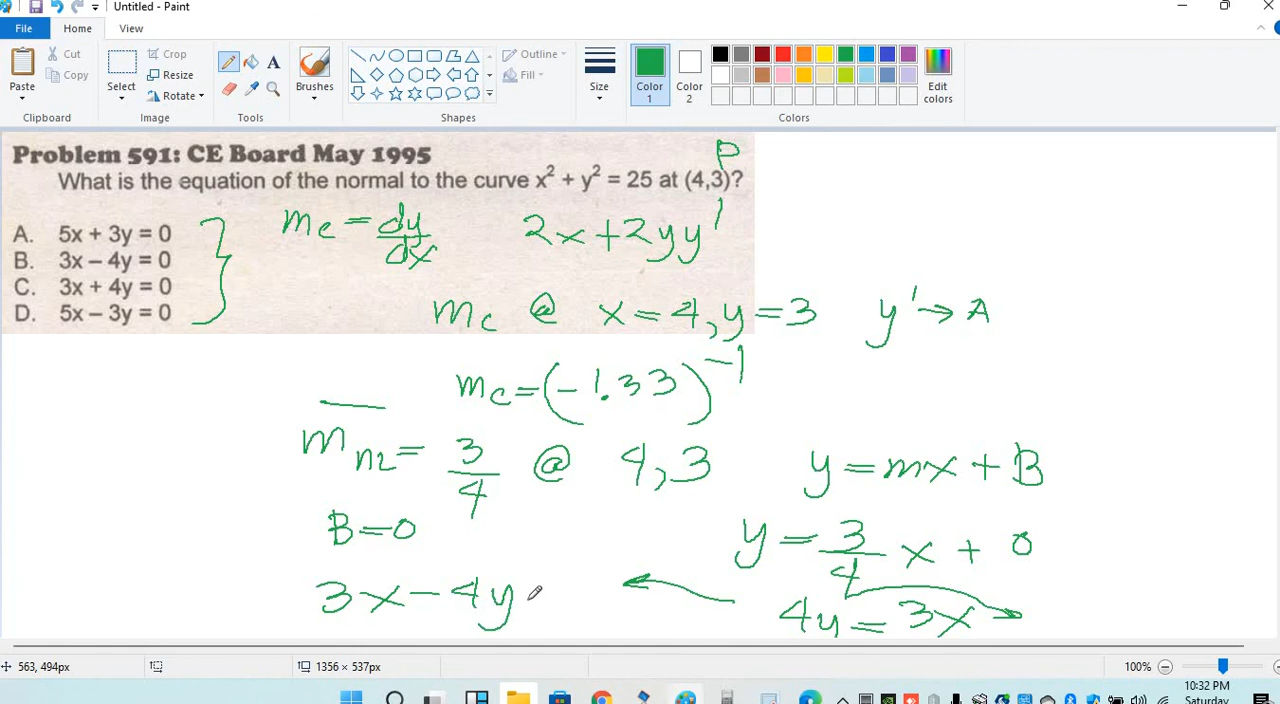 Untitled - Paint
File Home View
Paste Cut Copy Select Crop Resize Rotate A Brushes Outline Fill Size Color 1 Color 2 Edit colors
Clipboard Image Tools Shapes Colors
Problem 591: CE Board May 1995
P
What is the equation of the normal to the curve x² + y² = 25 at (4,3)?
A. 5x + 3y = 0
B. 3x – 4y = 0
C. 3x + 4y = 0
D. 5x – 3y = 0
mc = dy/dx 2x+2yy'
mc @ x=4,y=3 y' → A
mc=(-1.33)⁻¹
= 3/4 @ 4,3 y=mx+B
B=0 y = 3/4 x + 0
3x-4y 4y=3x
563, 494px 1356 × 537px 100%
10:32 PM
Saturday